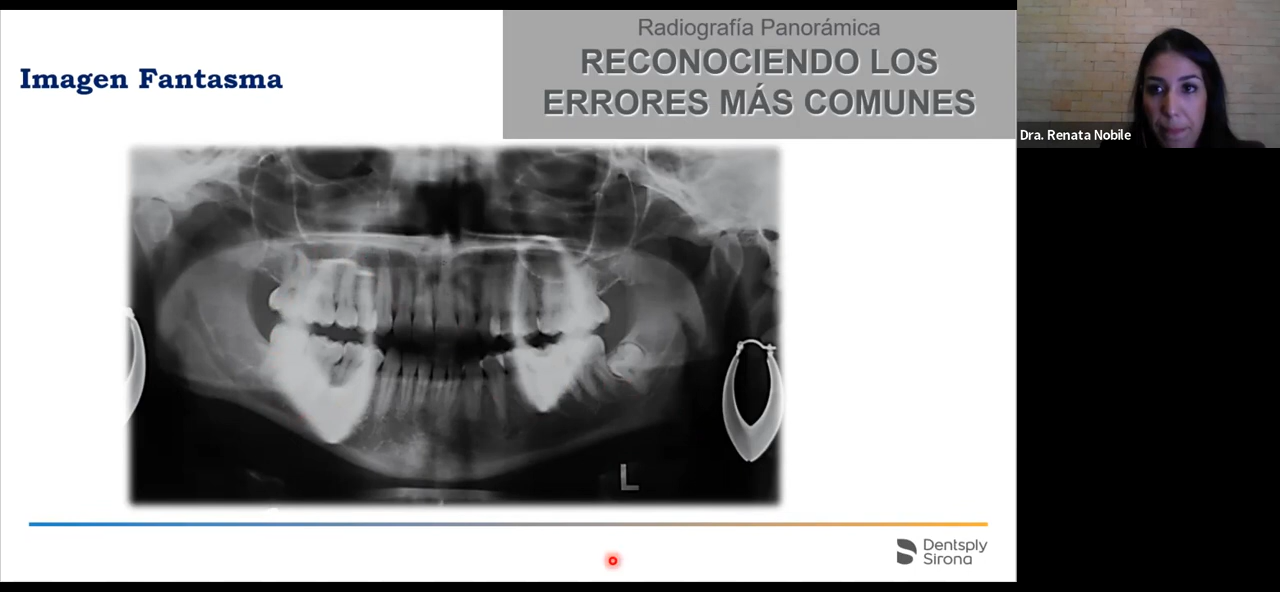 Radiografía Panorámica
RECONOCIENDO LOS
ERRORES MÁS COMUNES
Imagen Fantasma
Dra. Renata Nobile
L
Dentsply
Sirona